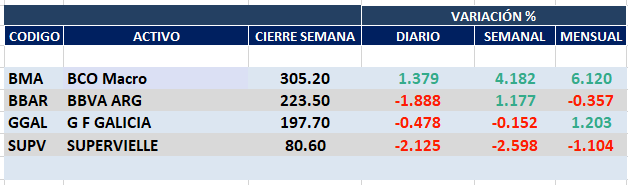 VARIACIÓN %
CODIGO ACTIVO CIERRE SEMANA DIARIO SEMANAL MENSUAL
BMA BCO Macro 305.20 1.379 4.182 6.120
BBAR BBVA ARG 223.50 -1.888 1.177 -0.357
GGAL G F GALICIA 197.70 -0.478 -0.152 1.203
SUPV SUPERVIELLE 80.60 -2.125 -2.598 -1.104